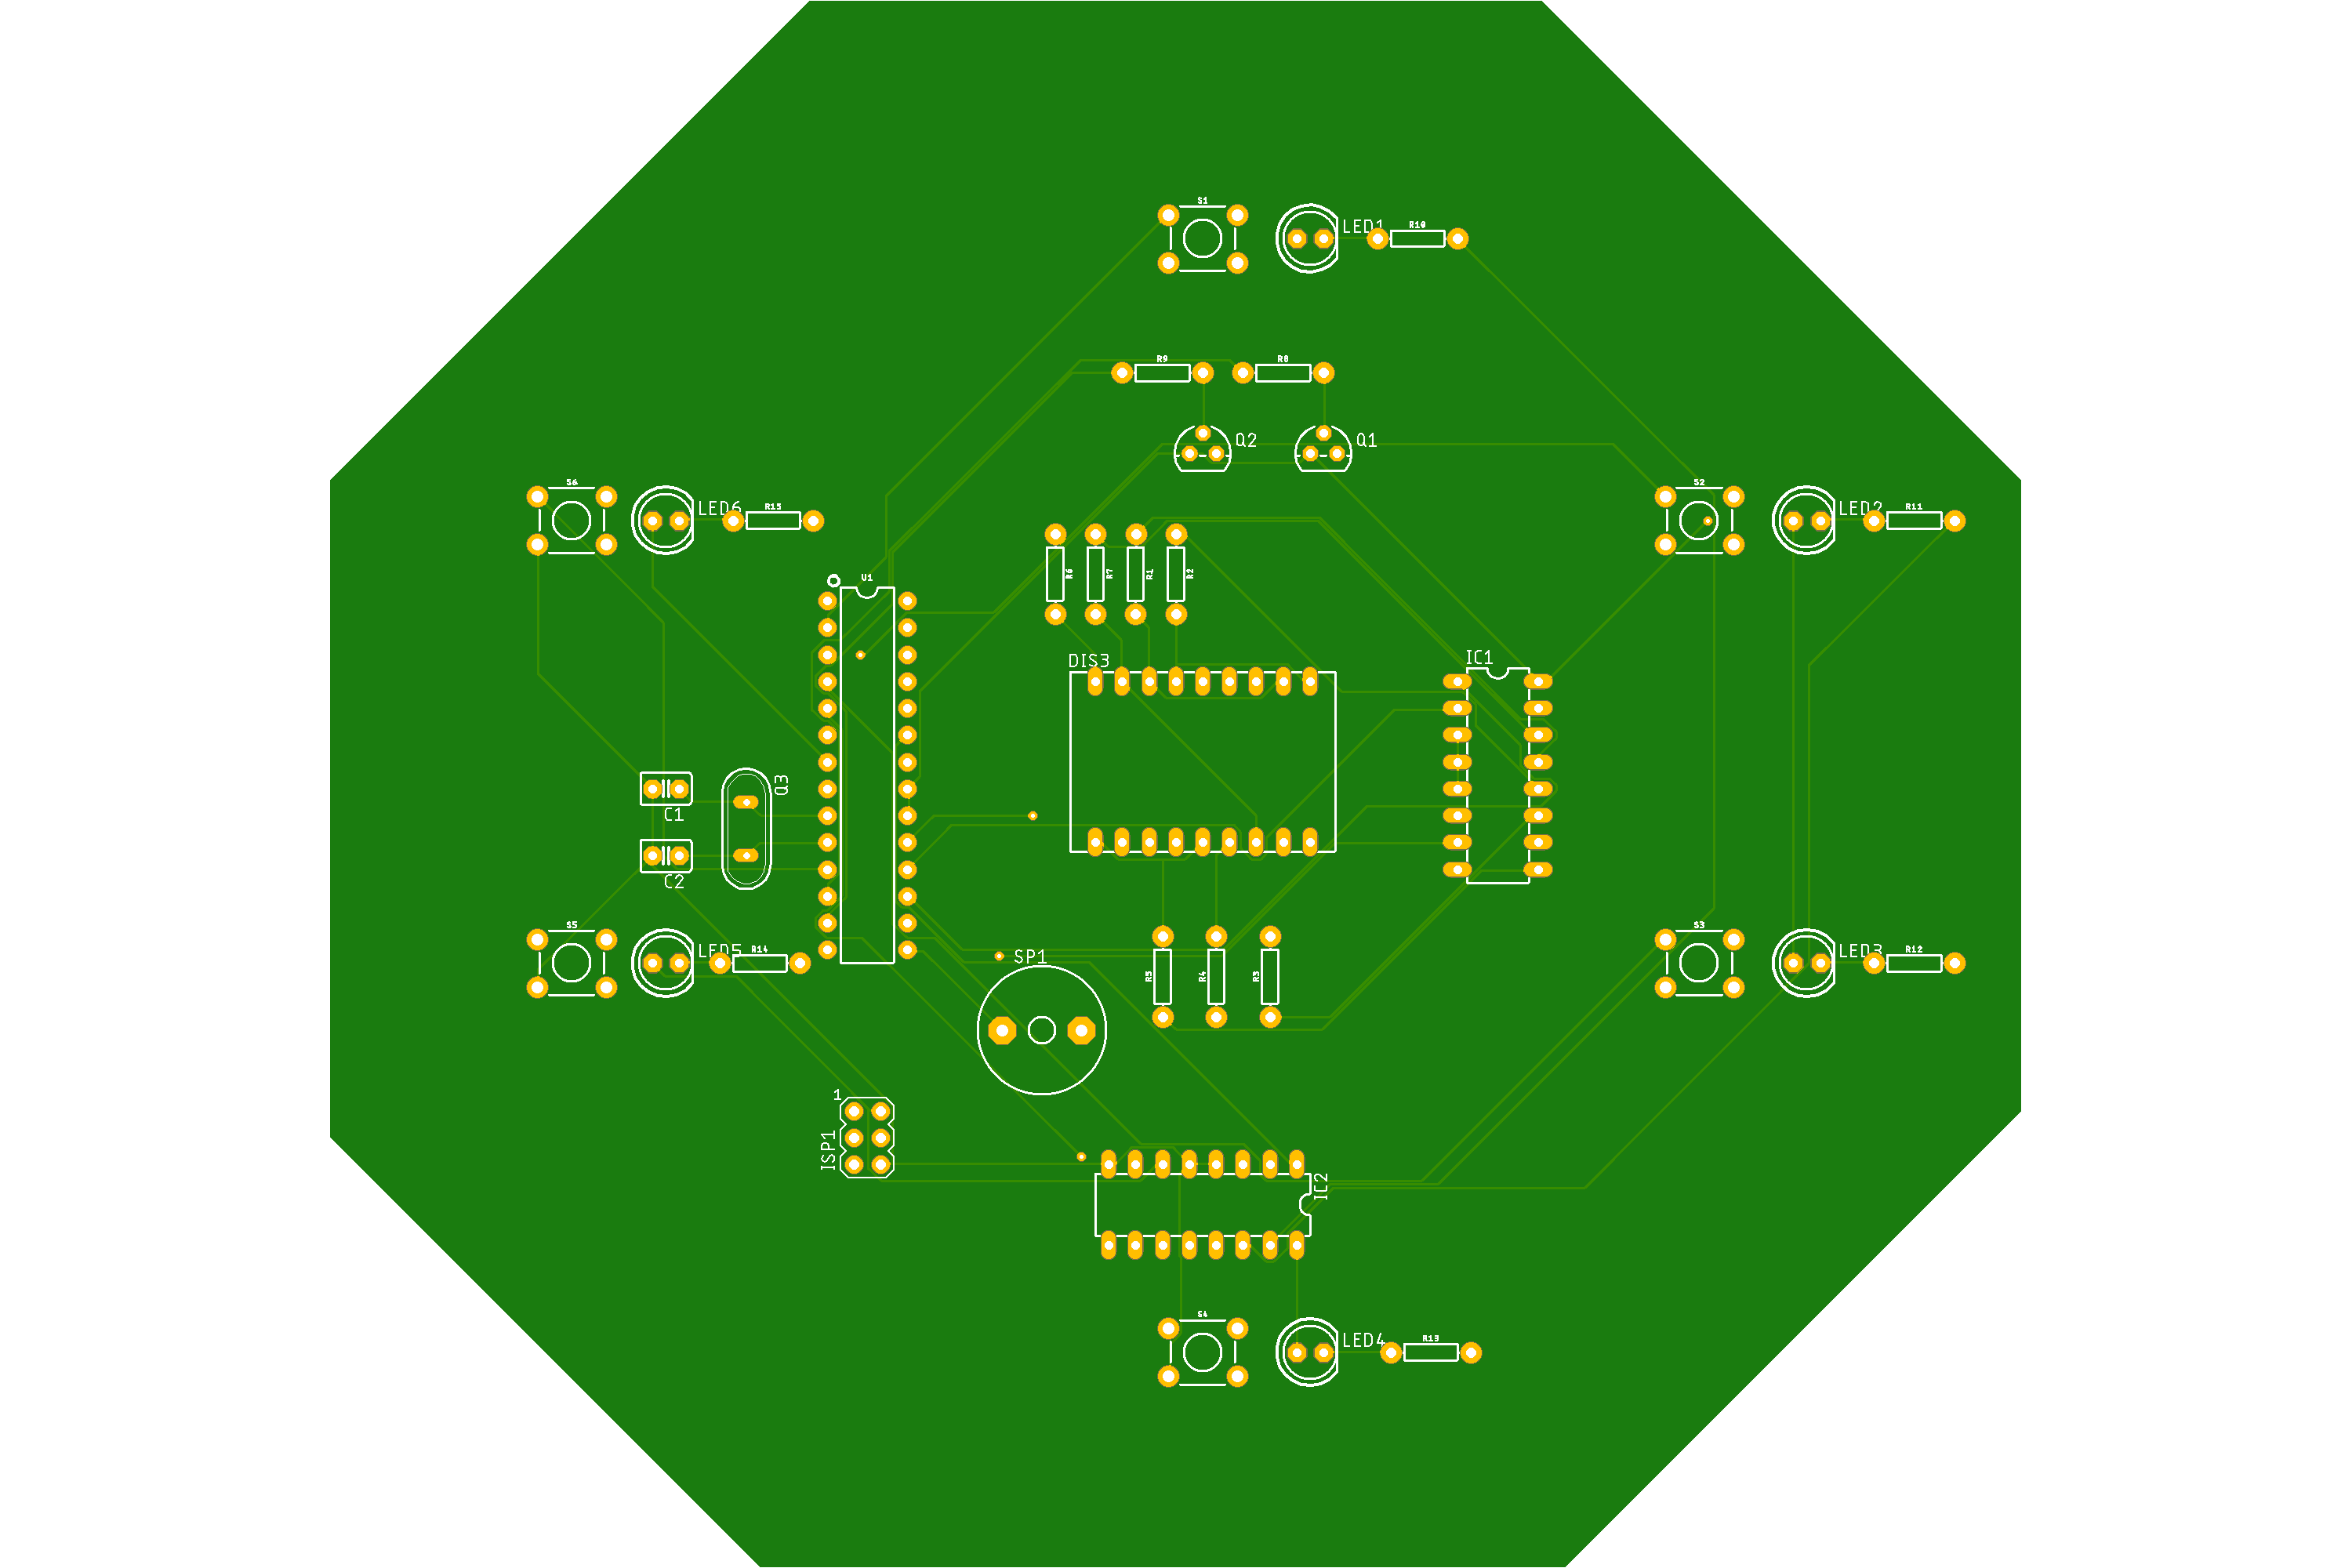 S1
LED1
R10
R9
R8
Q2
Q1
S6
LED6
R15
S2
LED2
R11
U1
R6
R7
R1
R2
DIS3
IC1
Q3
C1
C2
S5
LED5
R14
SP1
R5
R4
R3
S3
LED3
R12
1
ISP1
IC2
S4
LED4
R13